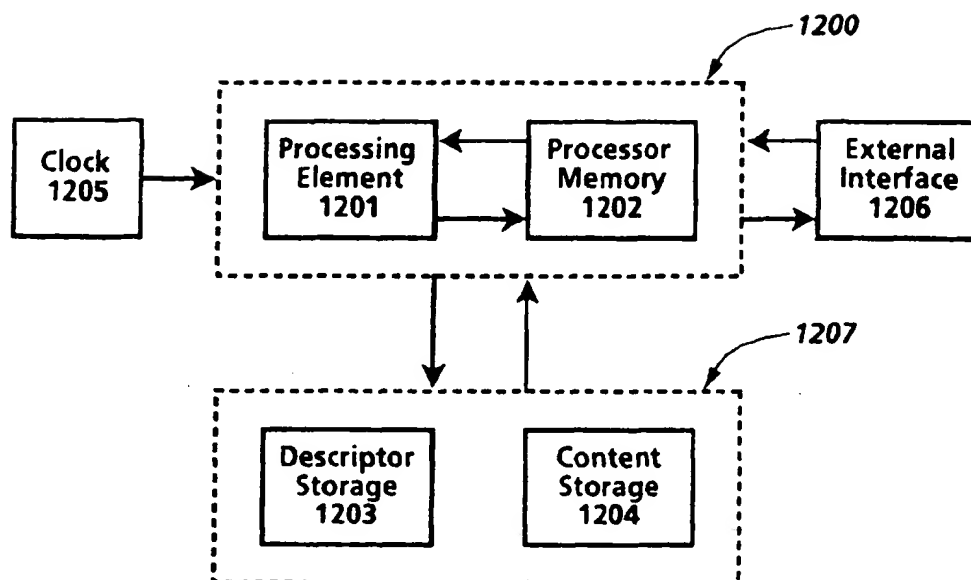 1200
Clock
1205
Processing
Element
1201
Processor
Memory
1202
External
Interface
1206
1207
Descriptor
Storage
1203
Content
Storage
1204